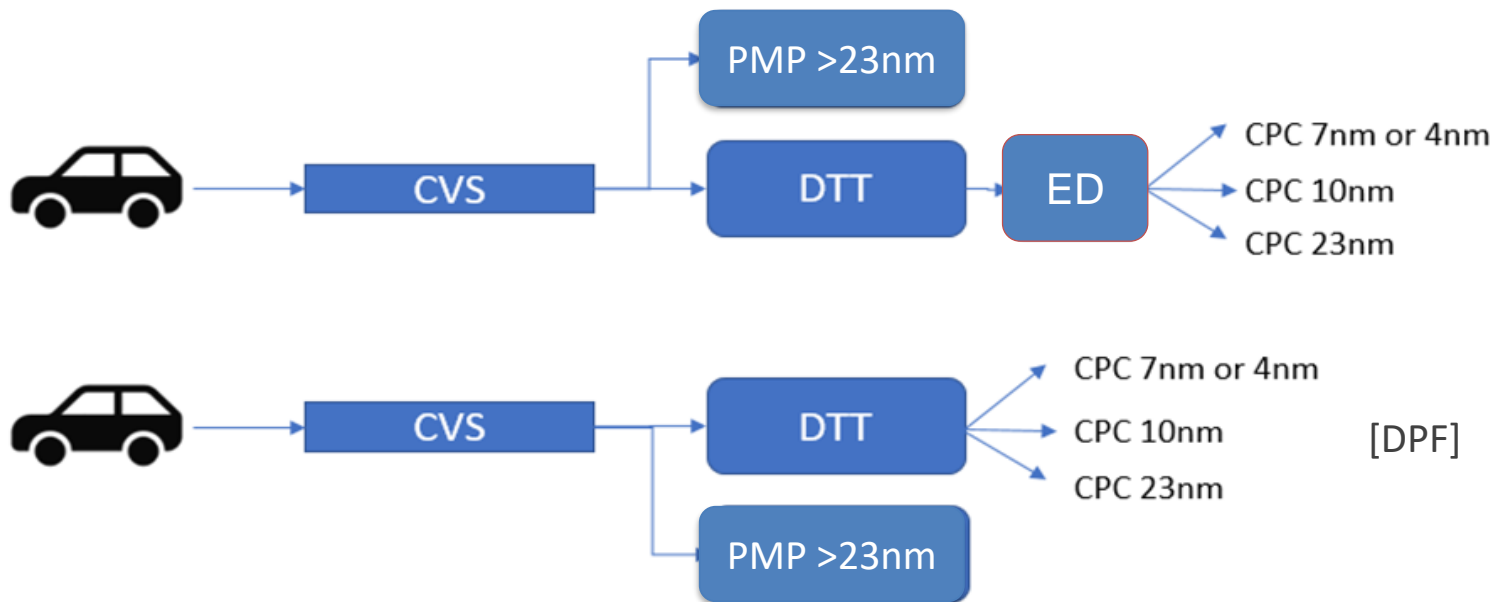 PMP >23nm
CVS
DTT
ED
CPC 7nm or 4nm
CPC 10nm
CPC 23nm
CVS
DTT
CPC 7nm or 4nm
CPC 10nm
[DPF]
CPC 23nm
PMP >23nm